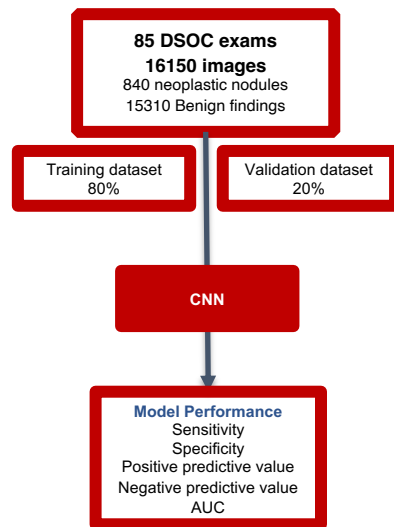 85 DSOC exams
16150 images
840 neoplastic nodules
15310 Benign findings
Training dataset
80%
Validation dataset
20%
CNN
Model Performance
Sensitivity
Specificity
Positive predictive value
Negative predictive value
AUC